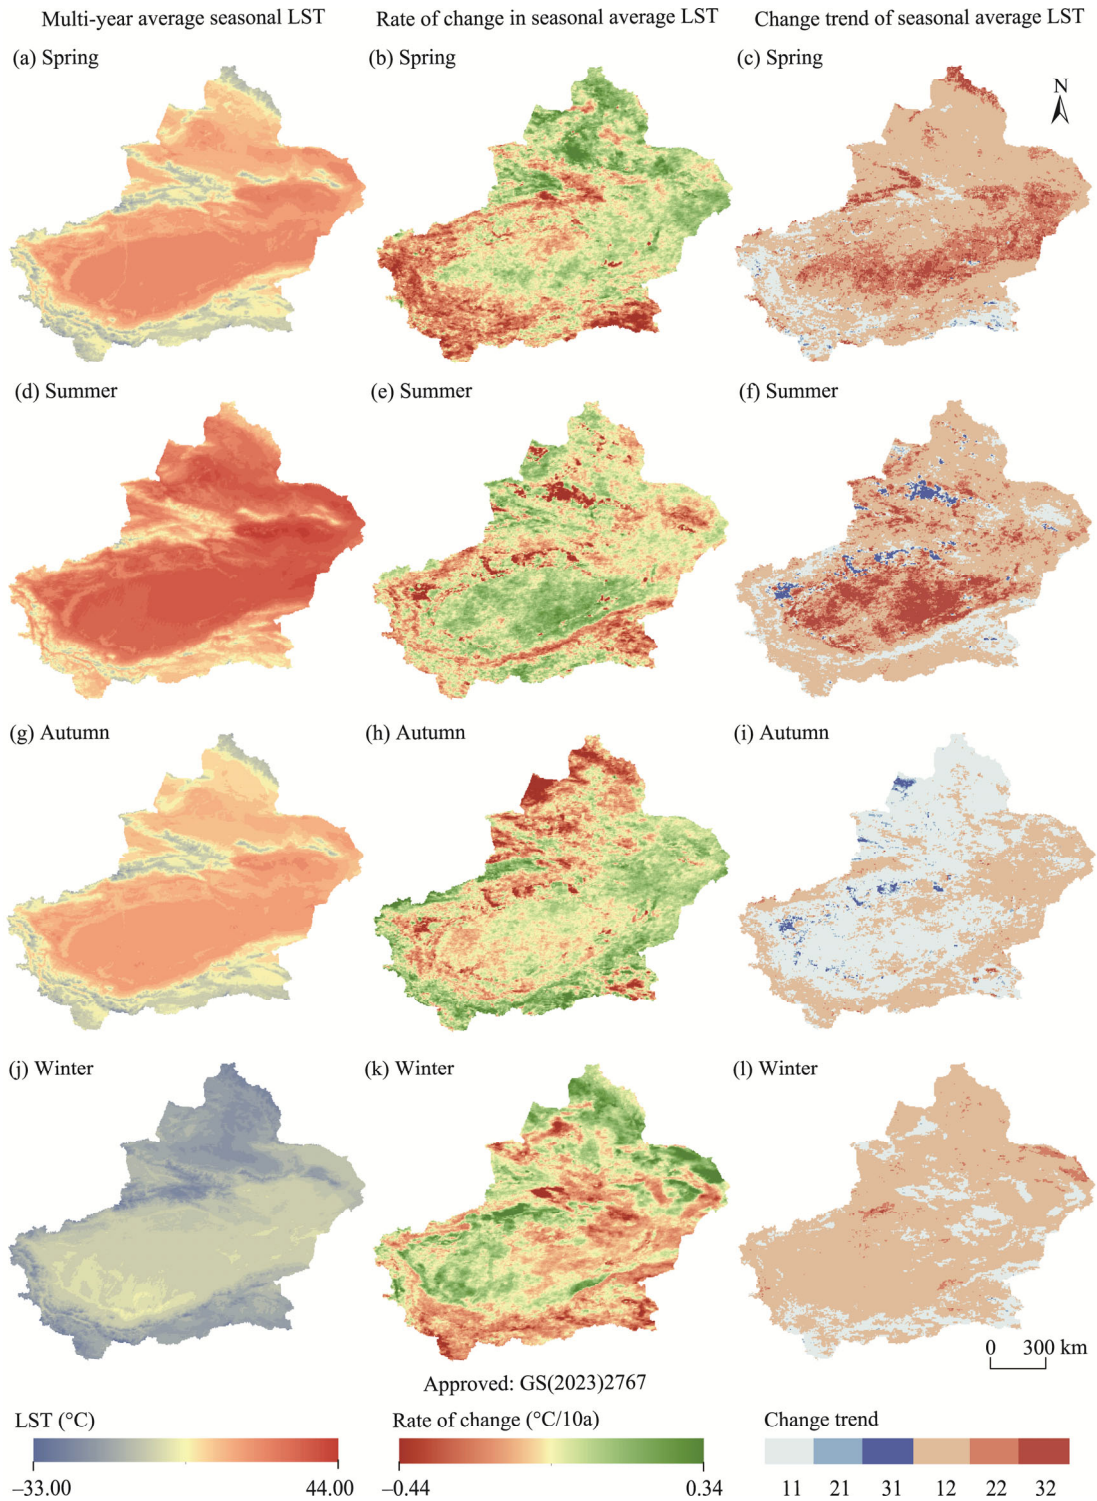 Multi-year average seasonal LST Rate of change in seasonal average LST Change trend of seasonal average LST
(a) Spring (b) Spring (c) Spring
N
(d) Summer (e) Summer (f) Summer
(g) Autumn (h) Autumn (i) Autumn
(j) Winter (k) Winter (l) Winter
0 300 km
Approved: GS(2023)2767
LST (°C) Rate of change (°C/10a) Change trend
–33.00 44.00 –0.44 0.34 11 21 31 12 22 32